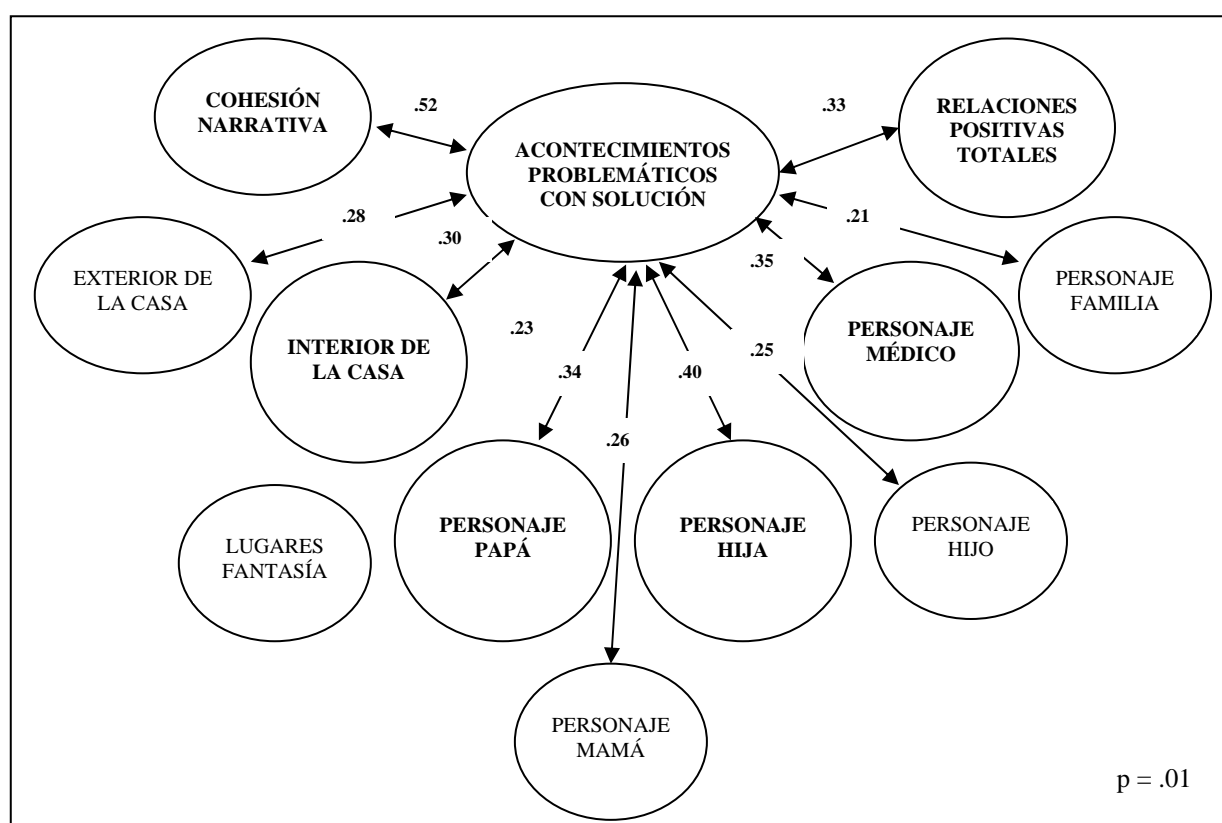 COHESIÓN
NARRATIVA
.52
ACONTECIMIENTOS
PROBLEMÁTICOS
CON SOLUCIÓN
.33
RELACIONES
POSITIVAS
TOTALES
EXTERIOR DE
LA CASA
.28
.30
.21
.35
PERSONAJE
FAMILIA
INTERIOR DE
LA CASA
.23
.34
.26
.40
.25
PERSONAJE
MÉDICO
LUGARES
FANTASÍA
PERSONAJE
PAPÁ
PERSONAJE
HIJA
PERSONAJE
HIJO
PERSONAJE
MAMÁ
p = .01